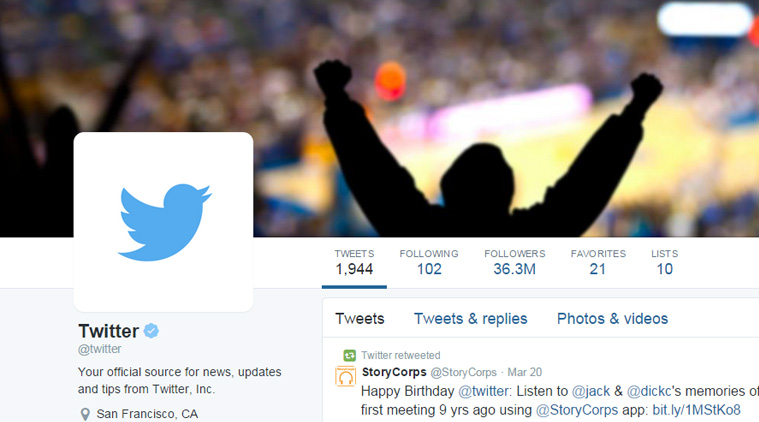 TWEETS FOLLOWING FOLLOWERS FAVORITES LISTS
1,944 102 36.3M 21 10
Twitter
@twitter
Your official source for news, updates
and tips from Twitter, Inc.
San Francisco, CA
Tweets Tweets & replies Photos & videos
Twitter retweeted
StoryCorps @StoryCorps · Mar 20
Happy Birthday @twitter: Listen to @jack & @dickc's memories of
first meeting 9 yrs ago using @StoryCorps app: bit.ly/1MStKo8